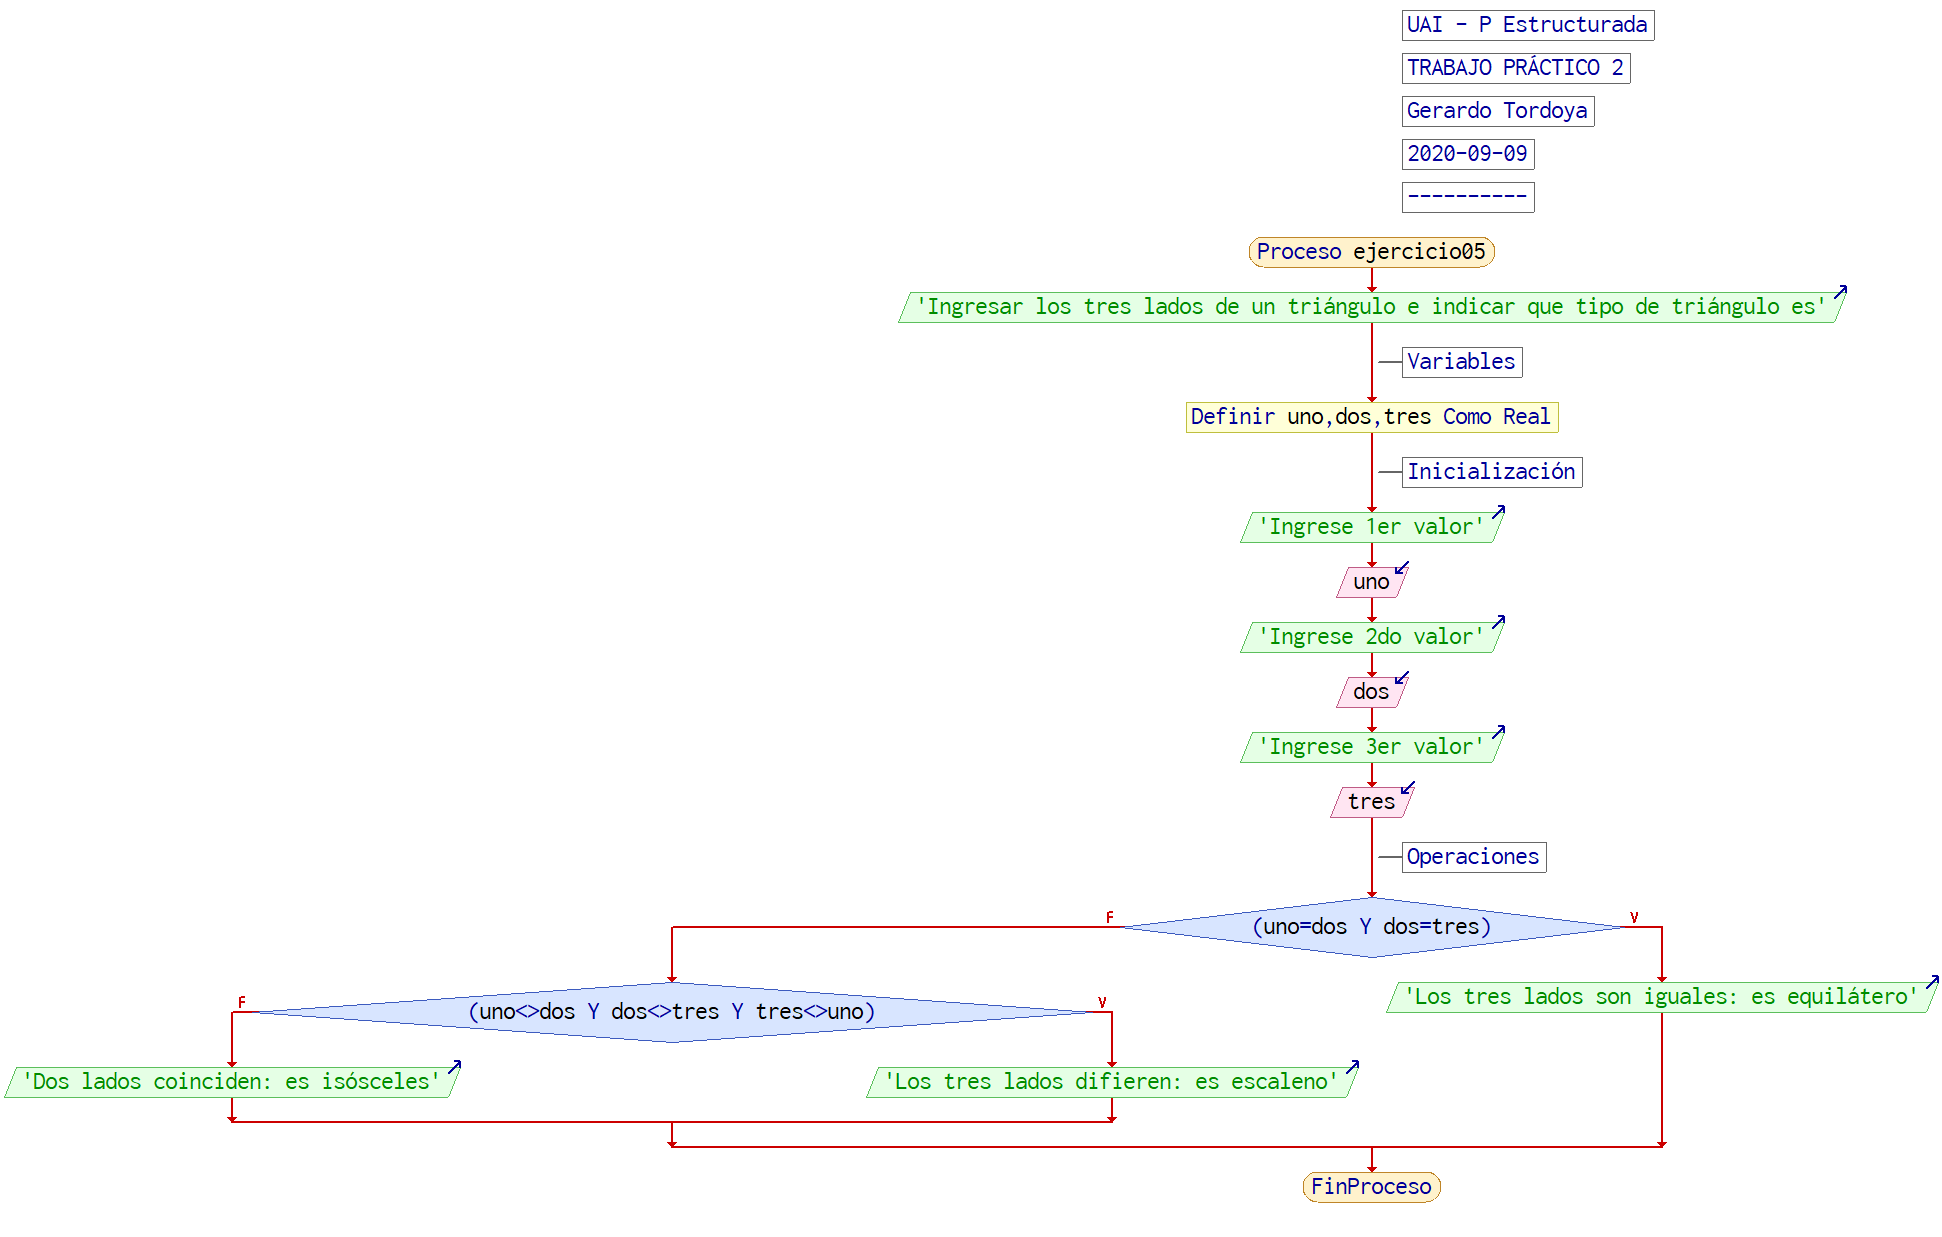 UAI - P Estructurada
TRABAJO PRÁCTICO 2
Gerardo Tordoya
2020-09-09
----------
Proceso ejercicio05
'Ingresar los tres lados de un triángulo e indicar que tipo de triángulo es'
Variables
Definir uno,dos,tres Como Real
Inicialización
'Ingrese 1er valor'
uno
'Ingrese 2do valor'
dos
'Ingrese 3er valor'
tres
Operaciones
F
V
(uno=dos Y dos=tres)
F
V
(uno<>dos Y dos<>tres Y tres<>uno)
'Los tres lados son iguales: es equilátero'
'Dos lados coinciden: es isósceles'
'Los tres lados difieren: es escaleno'
FinProceso